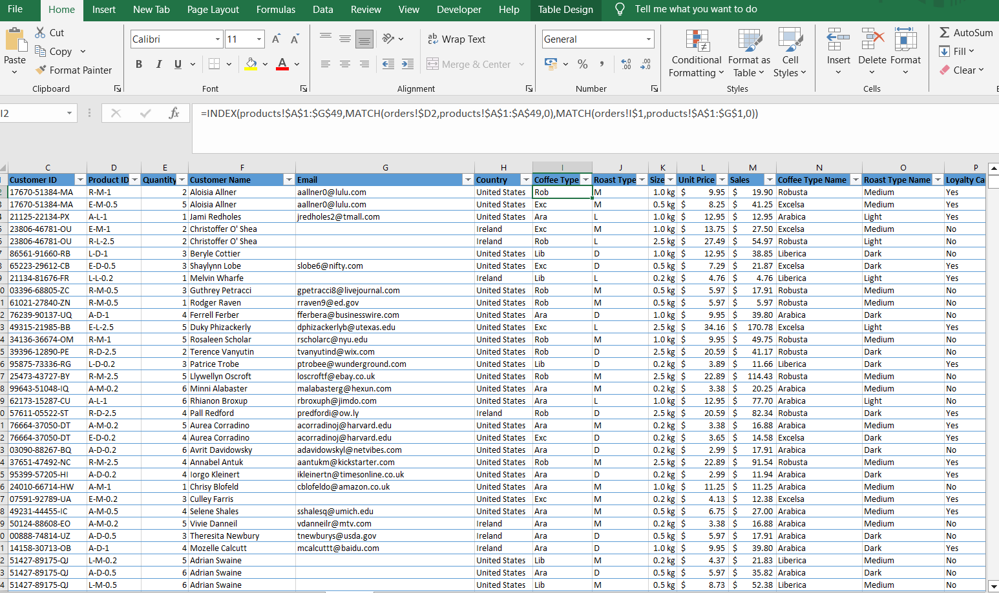 File Home Insert New Tab Page Layout Formulas Data Review View Developer Help Table Design Tell me what you want to do
Paste
Cut
Copy
Format Painter
Clipboard
Calibri 11
B I U
Font
Wrap Text
Merge & Center
Alignment
General
Number
Conditional Formatting
Format as Table
Cell Styles
Styles
Insert Delete Format
Cells
AutoSum
Fill
Clear
I2 fx =INDEX(products!$A$1:$G$49,MATCH(orders!$D2,products!$A$1:$A$49,0),MATCH(orders!I$1,products!$A$1:$G$1,0))
C D E F G H I J K L M N O P
Customer ID Product ID Quantity Customer Name Email Country Coffee Type Roast Type Size Unit Price Sales Coffee Type Name Roast Type Name Loyalty Ca
17670-51384-MA R-M-1 2 Aloisia Allner aallner0@lulu.com United States Rob M 1.0 kg $ 9.95 $ 19.90 Robusta Medium Yes
17670-51384-MA E-M-0.5 5 Aloisia Allner aallner0@lulu.com United States Exc M 0.5 kg $ 8.25 $ 41.25 Excelsa Medium Yes
21125-22134-PX A-L-1 1 Jami Redholes jredholes2@tmall.com United States Ara L 1.0 kg $ 12.95 $ 12.95 Arabica Light Yes
23806-46781-OU E-M-1 2 Christoffer O' Shea Ireland Exc M 1.0 kg $ 13.75 $ 27.50 Excelsa Medium No
23806-46781-OU R-L-2.5 2 Christoffer O' Shea Ireland Rob L 2.5 kg $ 27.49 $ 54.97 Robusta Light No
86561-91660-RB L-D-1 3 Beryle Cottier United States Lib D 1.0 kg $ 12.95 $ 38.85 Liberica Dark No
65223-29612-CB E-D-0.5 3 Shaylynn Lobe slobe6@nifty.com United States Exc D 0.5 kg $ 7.29 $ 21.87 Excelsa Dark Yes
21134-81676-FR L-L-0.2 1 Melvin Wharfe Ireland Lib L 0.2 kg $ 4.76 $ 4.76 Liberica Light Yes
03396-68805-ZC R-M-0.5 3 Guthrey Petracci gpetracci8@livejournal.com United States Rob M 0.5 kg $ 5.97 $ 17.91 Robusta Medium No
61021-27840-ZN R-M-0.5 1 Rodger Raven rraven9@ed.gov United States Rob M 0.5 kg $ 5.97 $ 5.97 Robusta Medium No
76239-90137-UQ A-D-1 4 Ferrell Ferber fferbera@businesswire.com United States Ara D 1.0 kg $ 9.95 $ 39.80 Arabica Dark No
49315-21985-BB E-L-2.5 5 Duky Phizackerly dphizackerlyb@utexas.edu United States Exc L 2.5 kg $ 34.16 $ 170.78 Excelsa Light Yes
34136-36674-OM R-M-1 5 Rosaleen Scholar rscholarc@nyu.edu United States Rob M 1.0 kg $ 9.95 $ 49.75 Robusta Medium No
39396-12890-PE R-D-2.5 2 Terence Vanyutin tvanyutind@wix.com United States Rob D 2.5 kg $ 20.59 $ 41.17 Robusta Dark No
95875-73336-RG L-D-0.2 3 Patrice Trobe ptrobee@wunderground.com United States Lib D 0.2 kg $ 3.89 $ 11.66 Liberica Dark Yes
25473-43727-BY R-M-2.5 5 Llywellyn Oscroft loscroftf@ebay.co.uk United States Rob M 2.5 kg $ 22.89 $ 114.43 Robusta Medium No
99643-51048-IQ A-M-0.2 6 Minni Alabaster malabasterg@hexun.com United States Ara M 0.2 kg $ 3.38 $ 20.25 Arabica Medium No
62173-15287-CU A-L-1 6 Rhianon Broxup rbroxuph@jimdo.com United States Ara L 1.0 kg $ 12.95 $ 77.70 Arabica Light No
57611-05522-ST R-D-2.5 4 Pall Redford predfordi@ow.ly Ireland Rob D 2.5 kg $ 20.59 $ 82.34 Robusta Dark Yes
76664-37050-DT A-M-0.2 5 Aurea Corradino acorradinoj@harvard.edu United States Ara M 0.2 kg $ 3.38 $ 16.88 Arabica Medium Yes
76664-37050-DT E-D-0.2 4 Aurea Corradino acorradinoj@harvard.edu United States Exc D 0.2 kg $ 3.65 $ 14.58 Excelsa Dark Yes
03090-88267-BQ A-D-0.2 6 Avrit Davidowsky adavidowskyl@netvibes.com United States Ara D 0.2 kg $ 2.99 $ 17.91 Arabica Dark No
37651-47492-NC R-M-2.5 4 Annabel Antuk aantukm@kickstarter.com United States Rob M 2.5 kg $ 22.89 $ 91.54 Robusta Medium Yes
95399-57205-HI A-D-0.2 4 Iorgo Kleinert ikleinertn@timesonline.co.uk United States Ara D 0.2 kg $ 2.99 $ 11.94 Arabica Dark Yes
24010-66714-HW A-M-1 1 Chrisy Blofeld cblofeldo@amazon.co.uk United States Ara M 1.0 kg $ 11.25 $ 11.25 Arabica Medium No
07591-92789-UA E-M-0.2 3 Culley Farris United States Exc M 0.2 kg $ 4.13 $ 12.38 Excelsa Medium Yes
49231-44455-IC A-M-0.5 4 Selene Shales sshalesq@umich.edu United States Ara M 0.5 kg $ 6.75 $ 27.00 Arabica Medium Yes
50124-88608-EO A-M-0.2 5 Vivie Danneil vdanneilr@mtv.com Ireland Ara M 0.2 kg $ 3.38 $ 16.88 Arabica Medium No
00888-74814-UZ A-D-0.5 3 Theresita Newbury tnewburys@usda.gov Ireland Ara D 0.5 kg $ 5.97 $ 17.91 Arabica Dark No
14158-30713-OB A-D-1 4 Mozelle Calcutt mcalcuttt@baidu.com Ireland Ara D 1.0 kg $ 9.95 $ 39.80 Arabica Dark Yes
51427-89175-QJ L-M-0.2 5 Adrian Swaine United States Lib M 0.2 kg $ 4.37 $ 21.83 Liberica Medium No
51427-89175-QJ A-D-0.5 6 Adrian Swaine United States Ara D 0.5 kg $ 5.97 $ 35.82 Arabica Dark No
51427-89175-QJ L-M-0.5 6 Adrian Swaine United States Lib M 0.5 kg $ 8.73 $ 52.38 Liberica Medium No